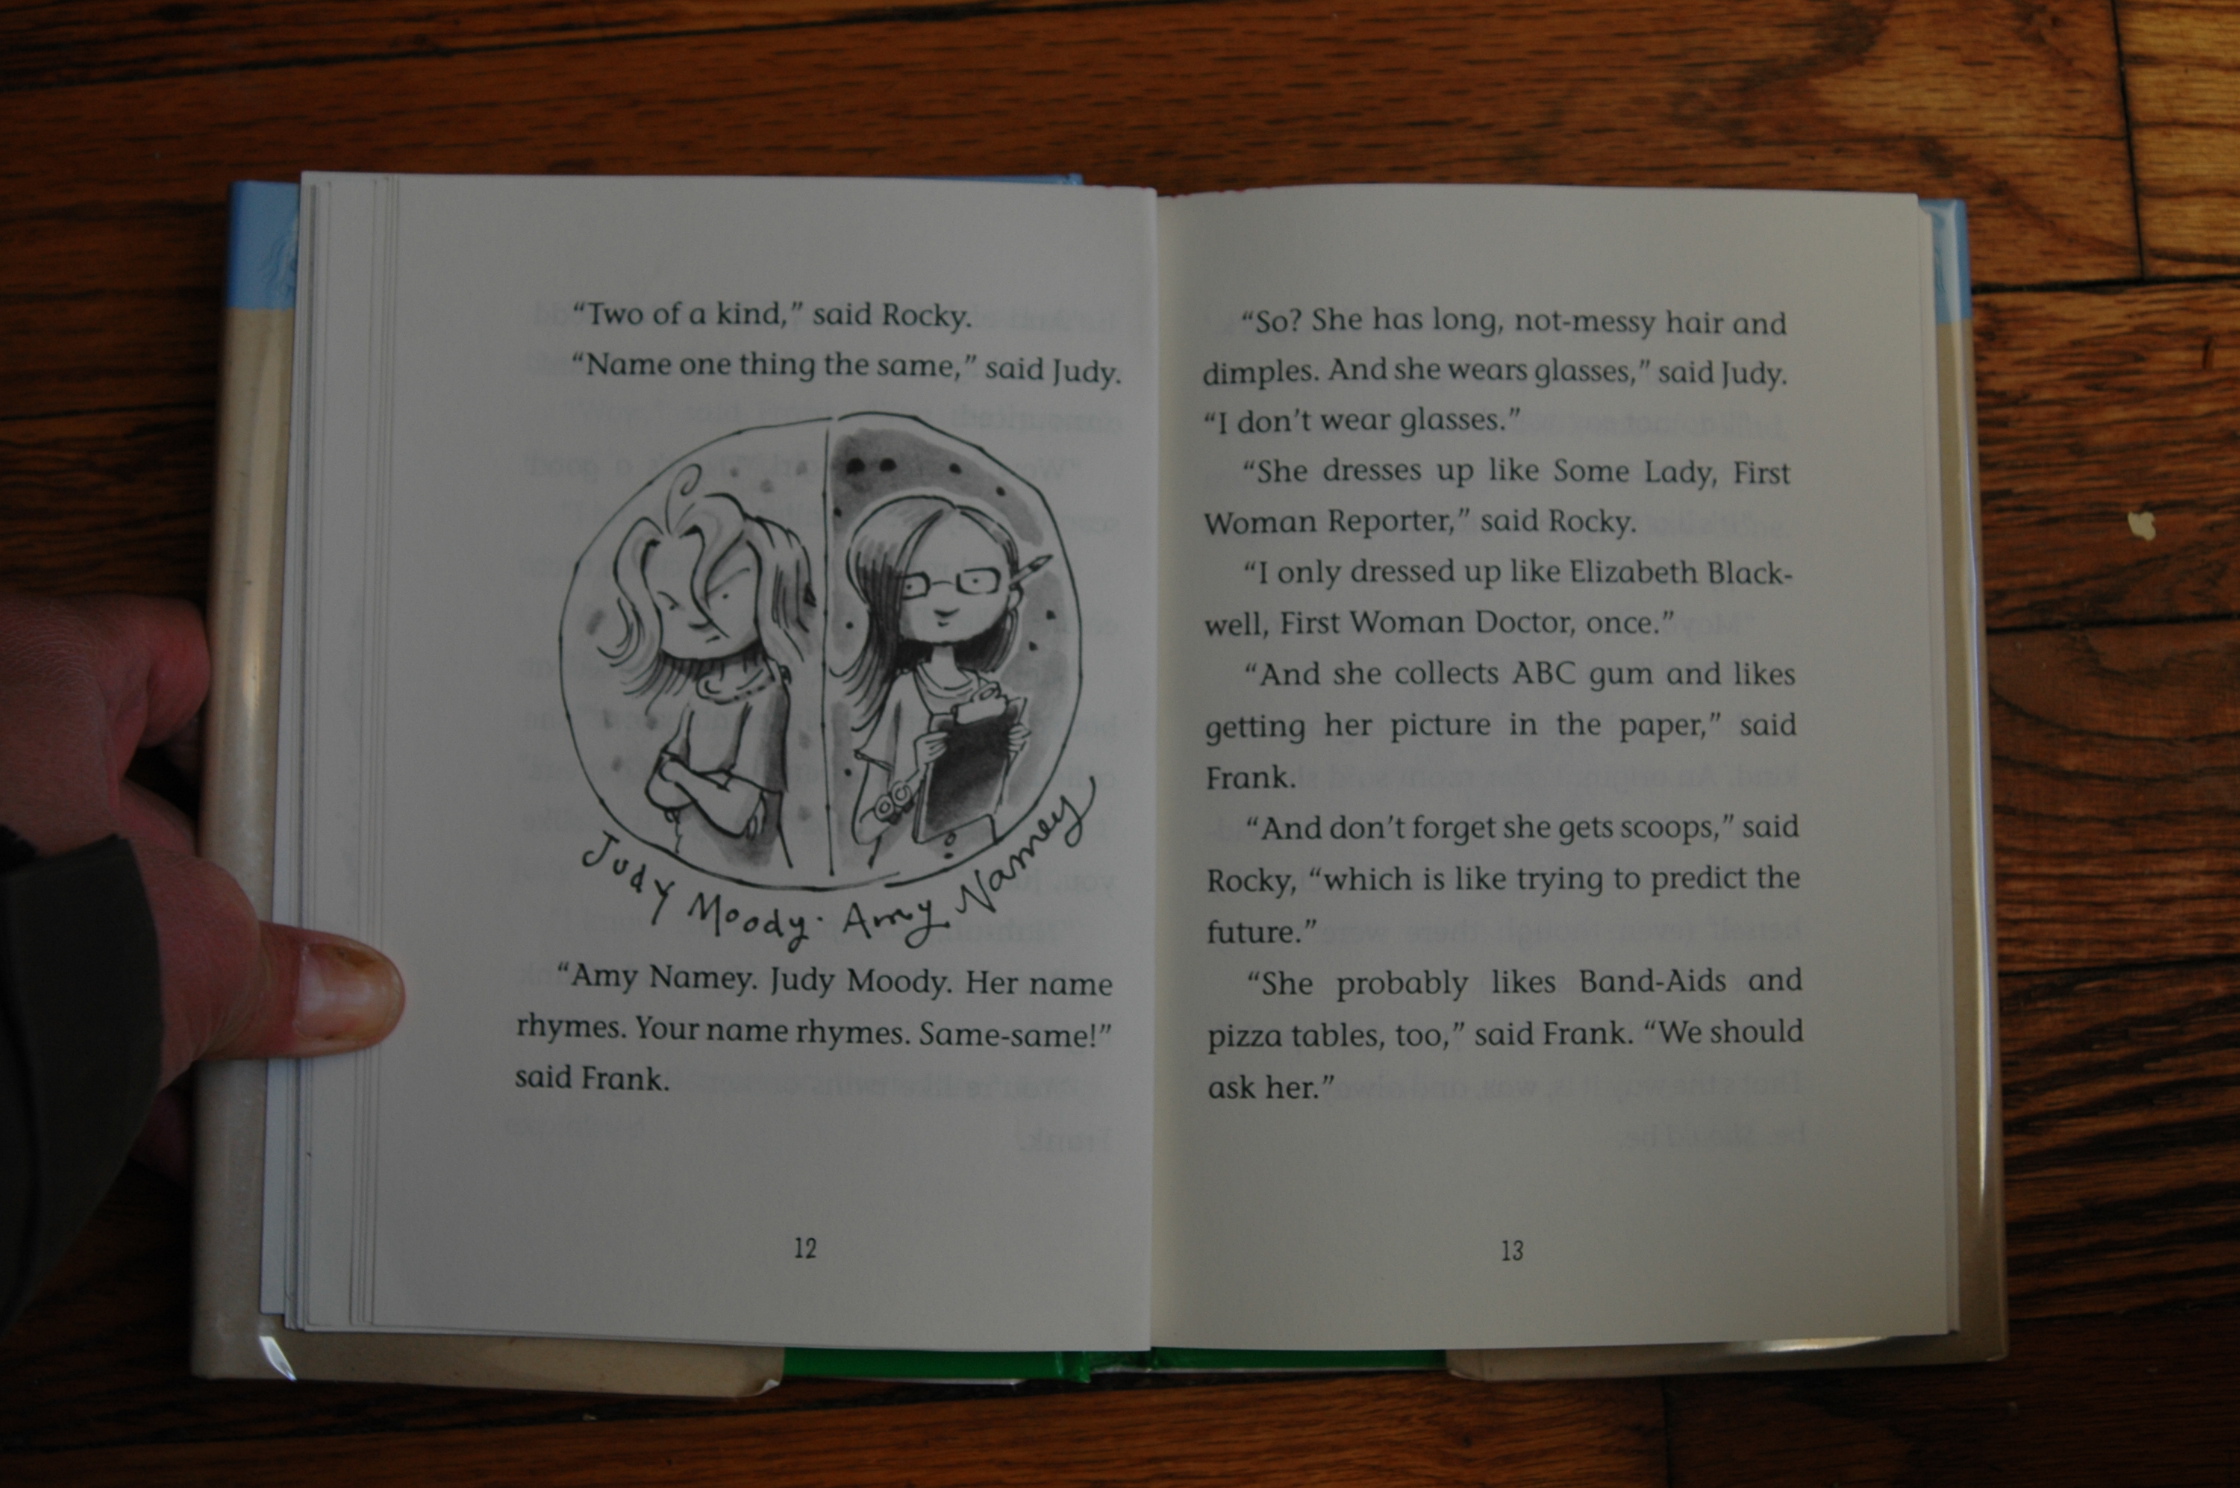 “Two of a kind,” said Rocky.
“Name one thing the same,” said Judy.
Judy Moody · Amy Namey
“Amy Namey. Judy Moody. Her name
rhymes. Your name rhymes. Same-same!”
said Frank.
12
“So? She has long, not-messy hair and
dimples. And she wears glasses,” said Judy.
“I don’t wear glasses.”
“She dresses up like Some Lady, First
Woman Reporter,” said Rocky.
“I only dressed up like Elizabeth Black-
well, First Woman Doctor, once.”
“And she collects ABC gum and likes
getting her picture in the paper,” said
Frank.
“And don’t forget she gets scoops,” said
Rocky, “which is like trying to predict the
future.”
“She probably likes Band-Aids and
pizza tables, too,” said Frank. “We should
ask her.”
13